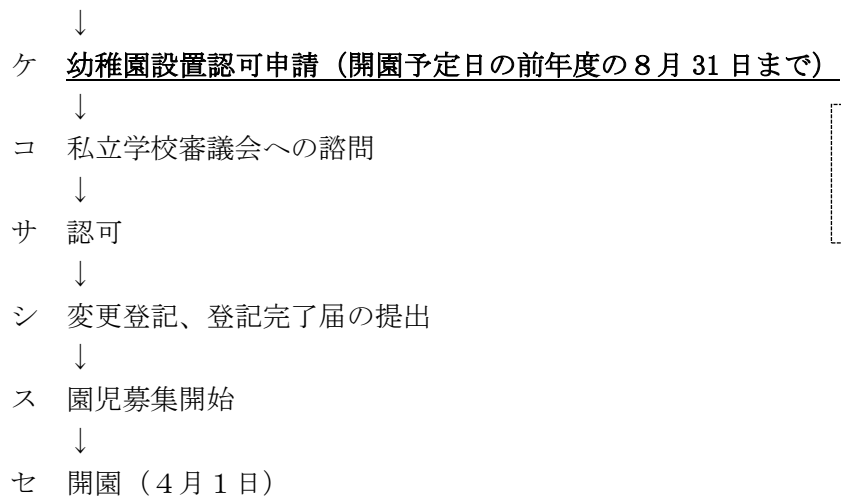 ↓
ケ 幼稚園設置認可申請（開園予定日の前年度の８月 31 日まで）
↓
コ 私立学校審議会への諮問
↓
サ 認可
↓
シ 変更登記、登記完了届の提出
↓
ス 園児募集開始
↓
セ 開園（４月１日）